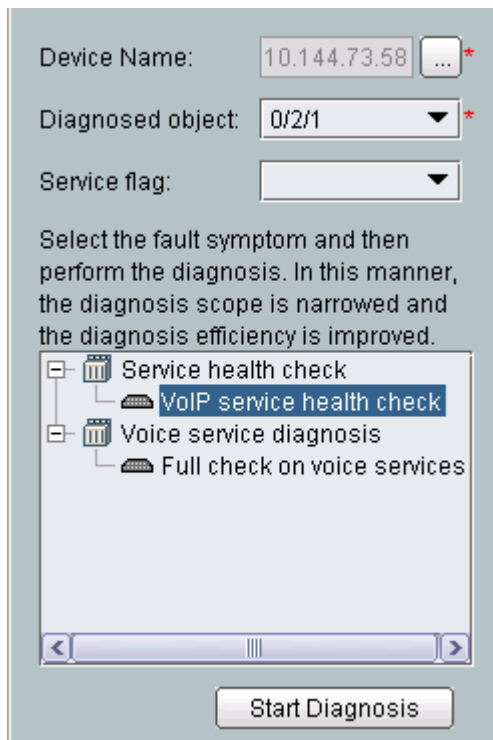 Device Name: 10.144.73.58 ... *
Diagnosed object: 0/2/1 *
Service flag:
Select the fault symptom and then
perform the diagnosis. In this manner,
the diagnosis scope is narrowed and
the diagnosis efficiency is improved.
Service health check
VoIP service health check
Voice service diagnosis
Full check on voice services
Start Diagnosis